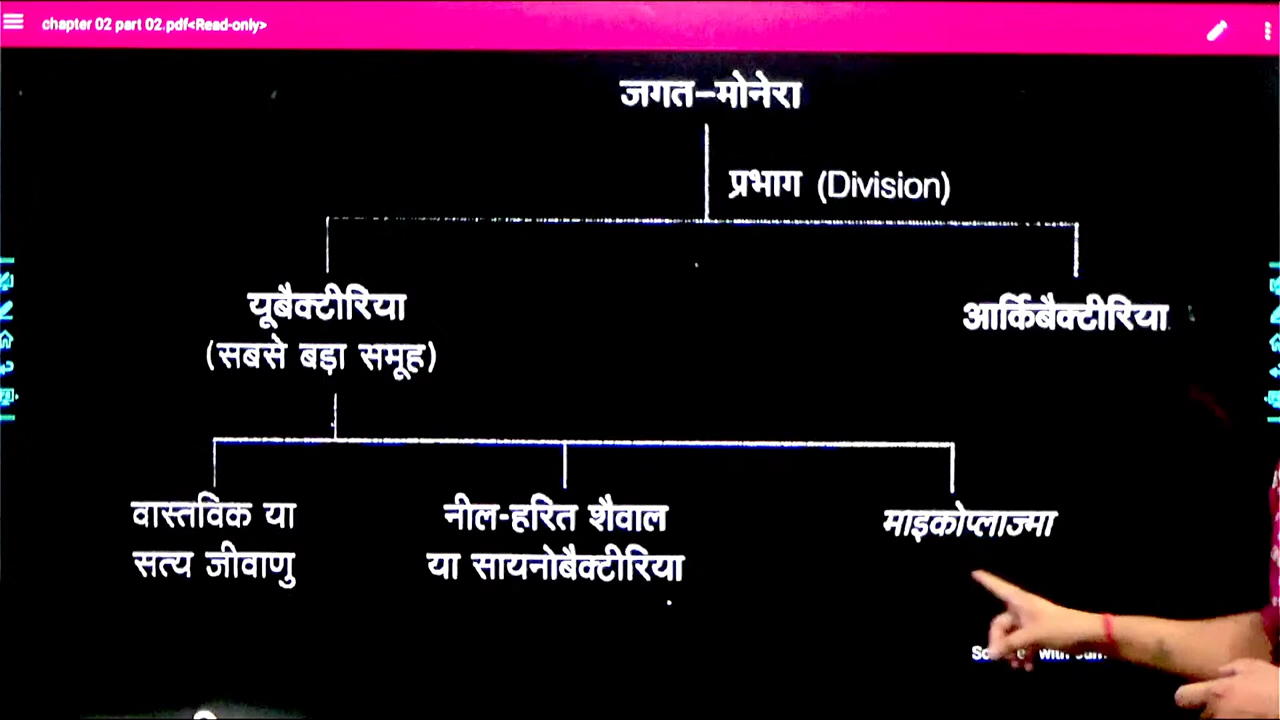 chapter 02 part 02.pdf<Read-only>
जगत–मोनेरा
प्रभाग (Division)
यूबैक्टीरिया
(सबसे बड़ा समूह)
आर्किबैक्टीरिया
वास्तविक या
सत्य जीवाणु
नील-हरित शैवाल
या सायनोबैक्टीरिया
माइकोप्लाज्मा
with